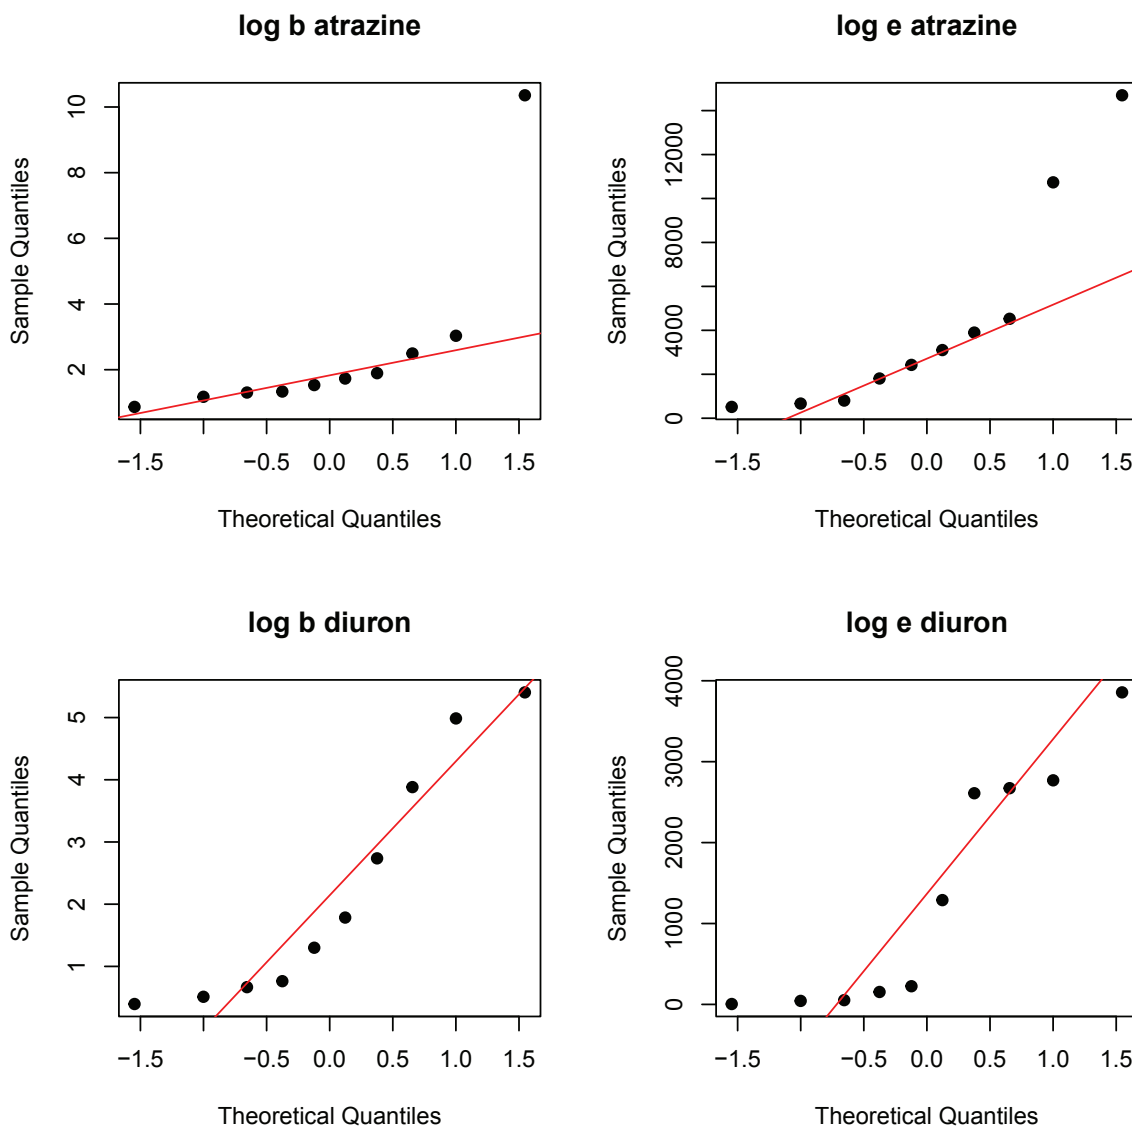 log b atrazine
Sample Quantiles
10
8
6
4
2
−1.5 −0.5 0.0 0.5 1.0 1.5
Theoretical Quantiles
log e atrazine
Sample Quantiles
12000
8000
4000
0
−1.5 −0.5 0.0 0.5 1.0 1.5
Theoretical Quantiles
log b diuron
Sample Quantiles
5
4
3
2
1
−1.5 −0.5 0.0 0.5 1.0 1.5
Theoretical Quantiles
log e diuron
Sample Quantiles
4000
3000
2000
1000
0
−1.5 −0.5 0.0 0.5 1.0 1.5
Theoretical Quantiles